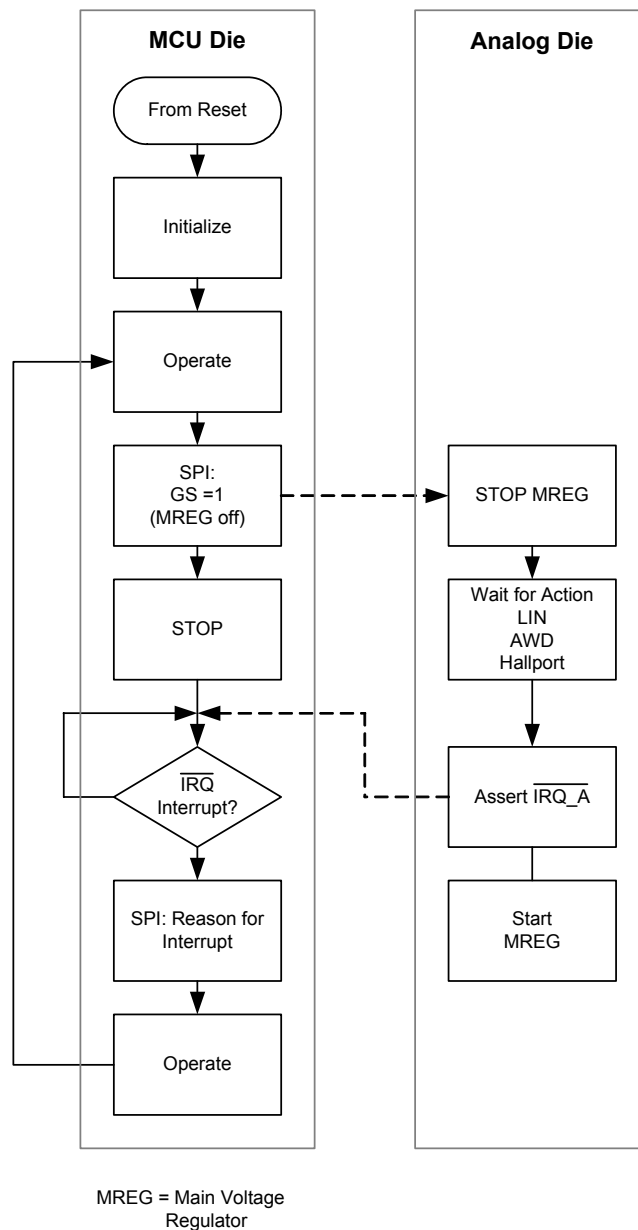 MCU Die
From Reset
Initialize
Operate
SPI:
GS =1
(MREG off)
STOP
IRQ
Interrupt?
SPI: Reason for
Interrupt
Operate
Analog Die
STOP MREG
Wait for Action
LIN
AWD
Hallport
Assert IRQ_A
Start
MREG
MREG = Main Voltage
Regulator